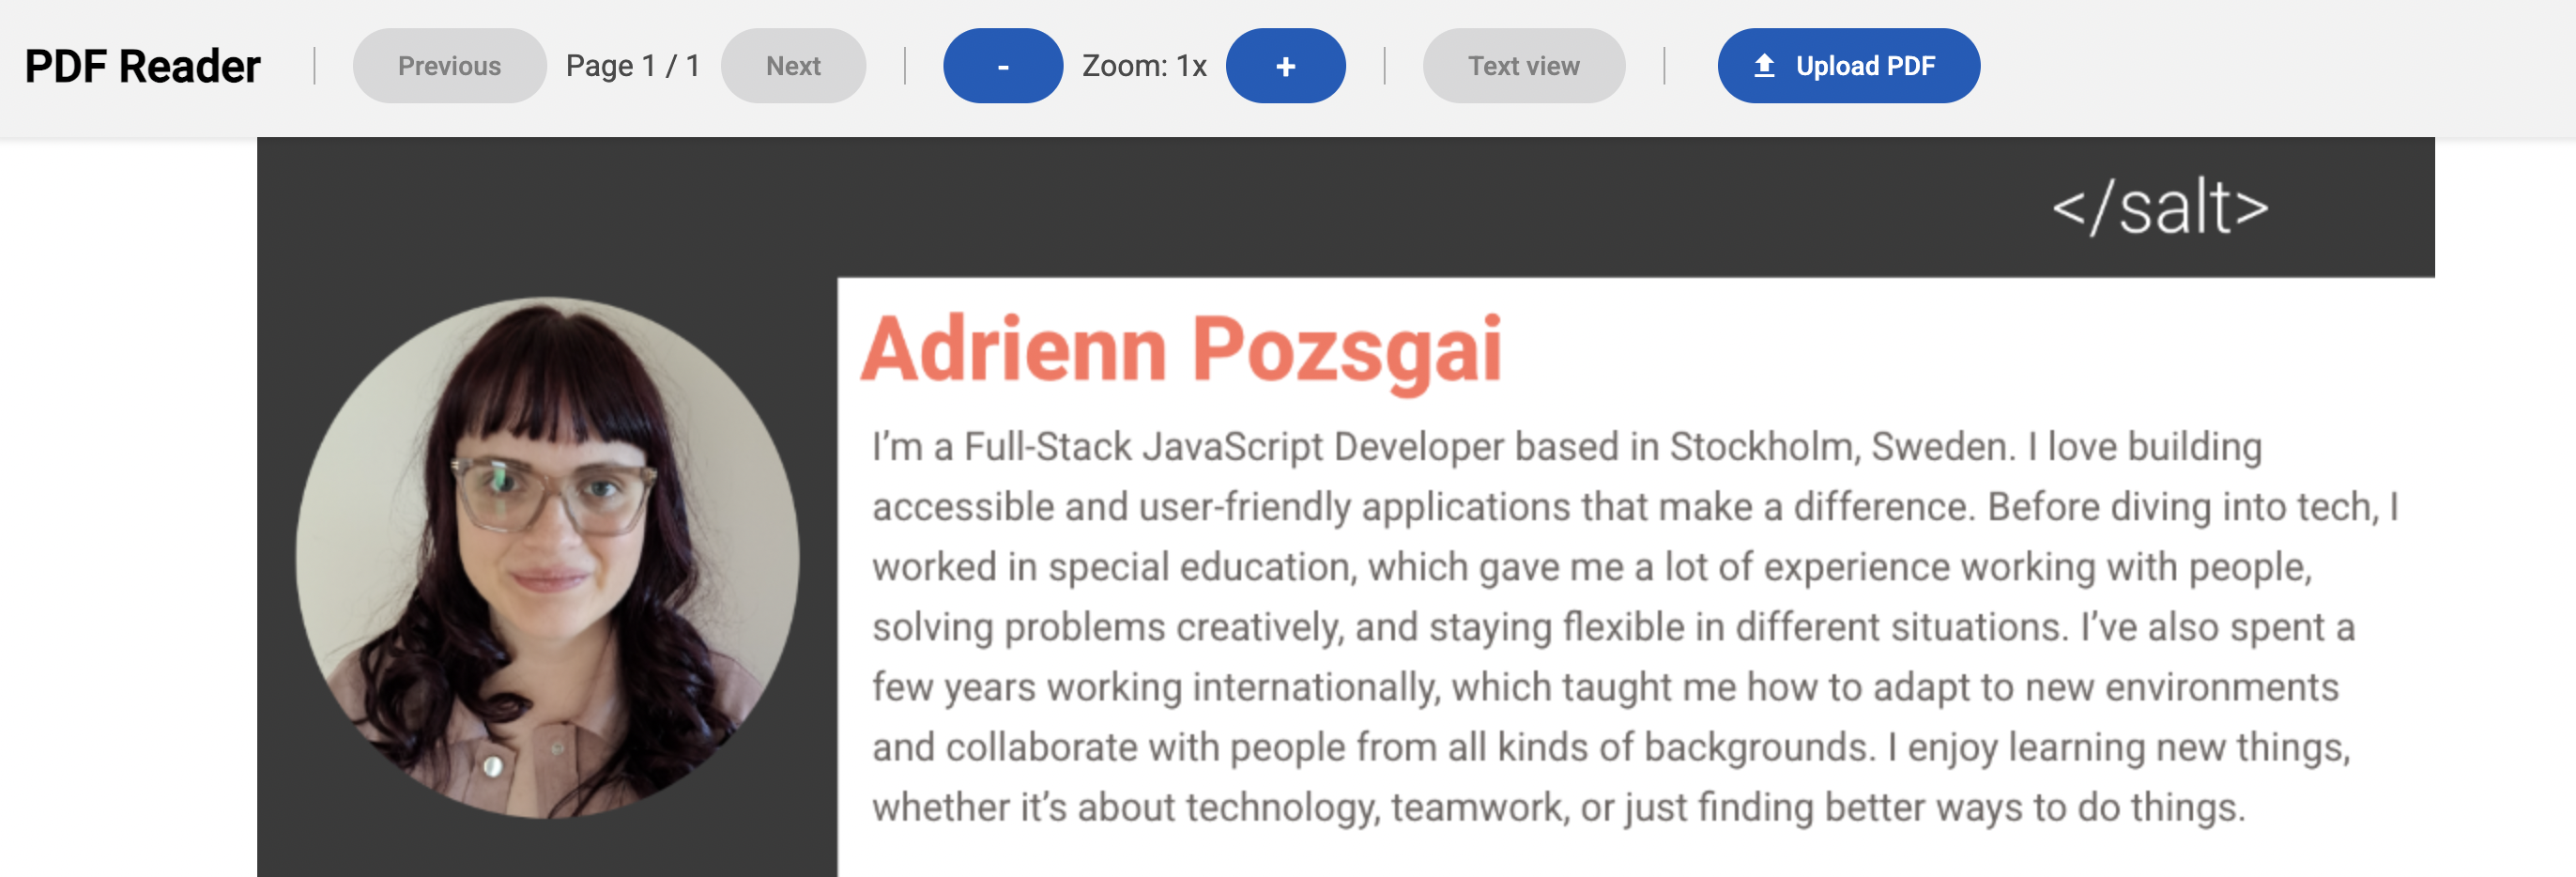 PDF Reader
Previous
Page 1 / 1
Next
-
Zoom: 1x
+
Text view
Upload PDF
</salt>
Adrienn Pozsgai
I’m a Full-Stack JavaScript Developer based in Stockholm, Sweden. I love building
accessible and user-friendly applications that make a difference. Before diving into tech, I
worked in special education, which gave me a lot of experience working with people,
solving problems creatively, and staying flexible in different situations. I’ve also spent a
few years working internationally, which taught me how to adapt to new environments
and collaborate with people from all kinds of backgrounds. I enjoy learning new things,
whether it’s about technology, teamwork, or just finding better ways to do things.